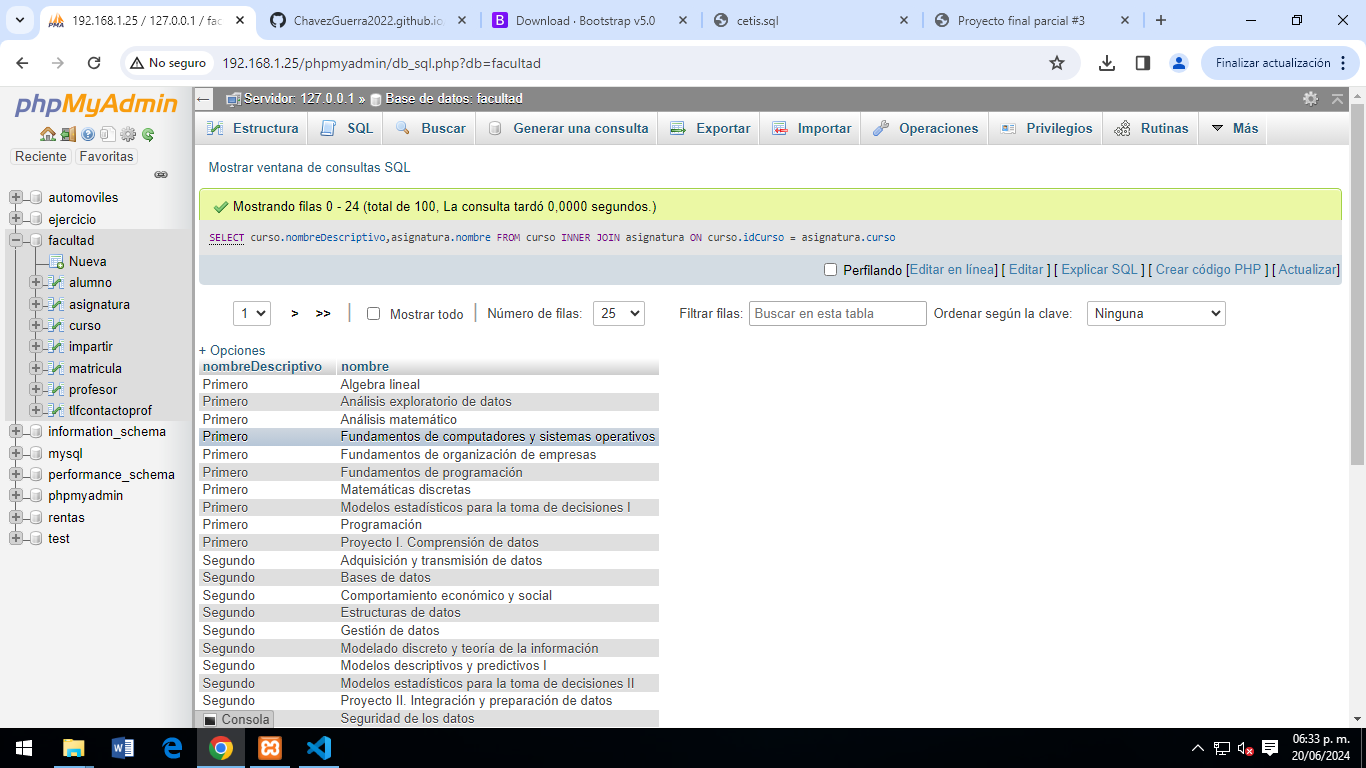 192.168.1.25 / 127.0.0.1 / fac
ChavezGuerra2022.github.io
Download · Bootstrap v5.0
cetis.sql
Proyecto final parcial #3
No seguro
192.168.1.25/phpmyadmin/db_sql.php?db=facultad
Finalizar actualización
phpMyAdmin
Reciente
Favoritas
automoviles
ejercicio
facultad
Nueva
alumno
asignatura
curso
impartir
matricula
profesor
tlfcontactoprof
information_schema
mysql
performance_schema
phpmyadmin
rentas
test
Servidor: 127.0.0.1 » Base de datos: facultad
Estructura SQL Buscar Generar una consulta Exportar Importar Operaciones Privilegios Rutinas Más
Mostrar ventana de consultas SQL
Mostrando filas 0 - 24 (total de 100, La consulta tardó 0,0000 segundos.)
SELECT curso.nombreDescriptivo,asignatura.nombre FROM curso INNER JOIN asignatura ON curso.idCurso = asignatura.curso
Perfilando [Editar en línea] [ Editar ] [ Explicar SQL ] [ Crear código PHP ] [ Actualizar]
1 > >> | Mostrar todo | Número de filas: 25 Filtrar filas: Buscar en esta tabla Ordenar según la clave: Ninguna
+ Opciones
nombreDescriptivo nombre
Primero Algebra lineal
Primero Análisis exploratorio de datos
Primero Análisis matemático
Primero Fundamentos de computadores y sistemas operativos
Primero Fundamentos de organización de empresas
Primero Fundamentos de programación
Primero Matemáticas discretas
Primero Modelos estadísticos para la toma de decisiones I
Primero Programación
Primero Proyecto I. Comprensión de datos
Segundo Adquisición y transmisión de datos
Segundo Bases de datos
Segundo Comportamiento económico y social
Segundo Estructuras de datos
Segundo Gestión de datos
Segundo Modelado discreto y teoría de la información
Segundo Modelos descriptivos y predictivos I
Segundo Modelos estadísticos para la toma de decisiones II
Segundo Proyecto II. Integración y preparación de datos
Consola Seguridad de los datos
06:33 p. m.
20/06/2024